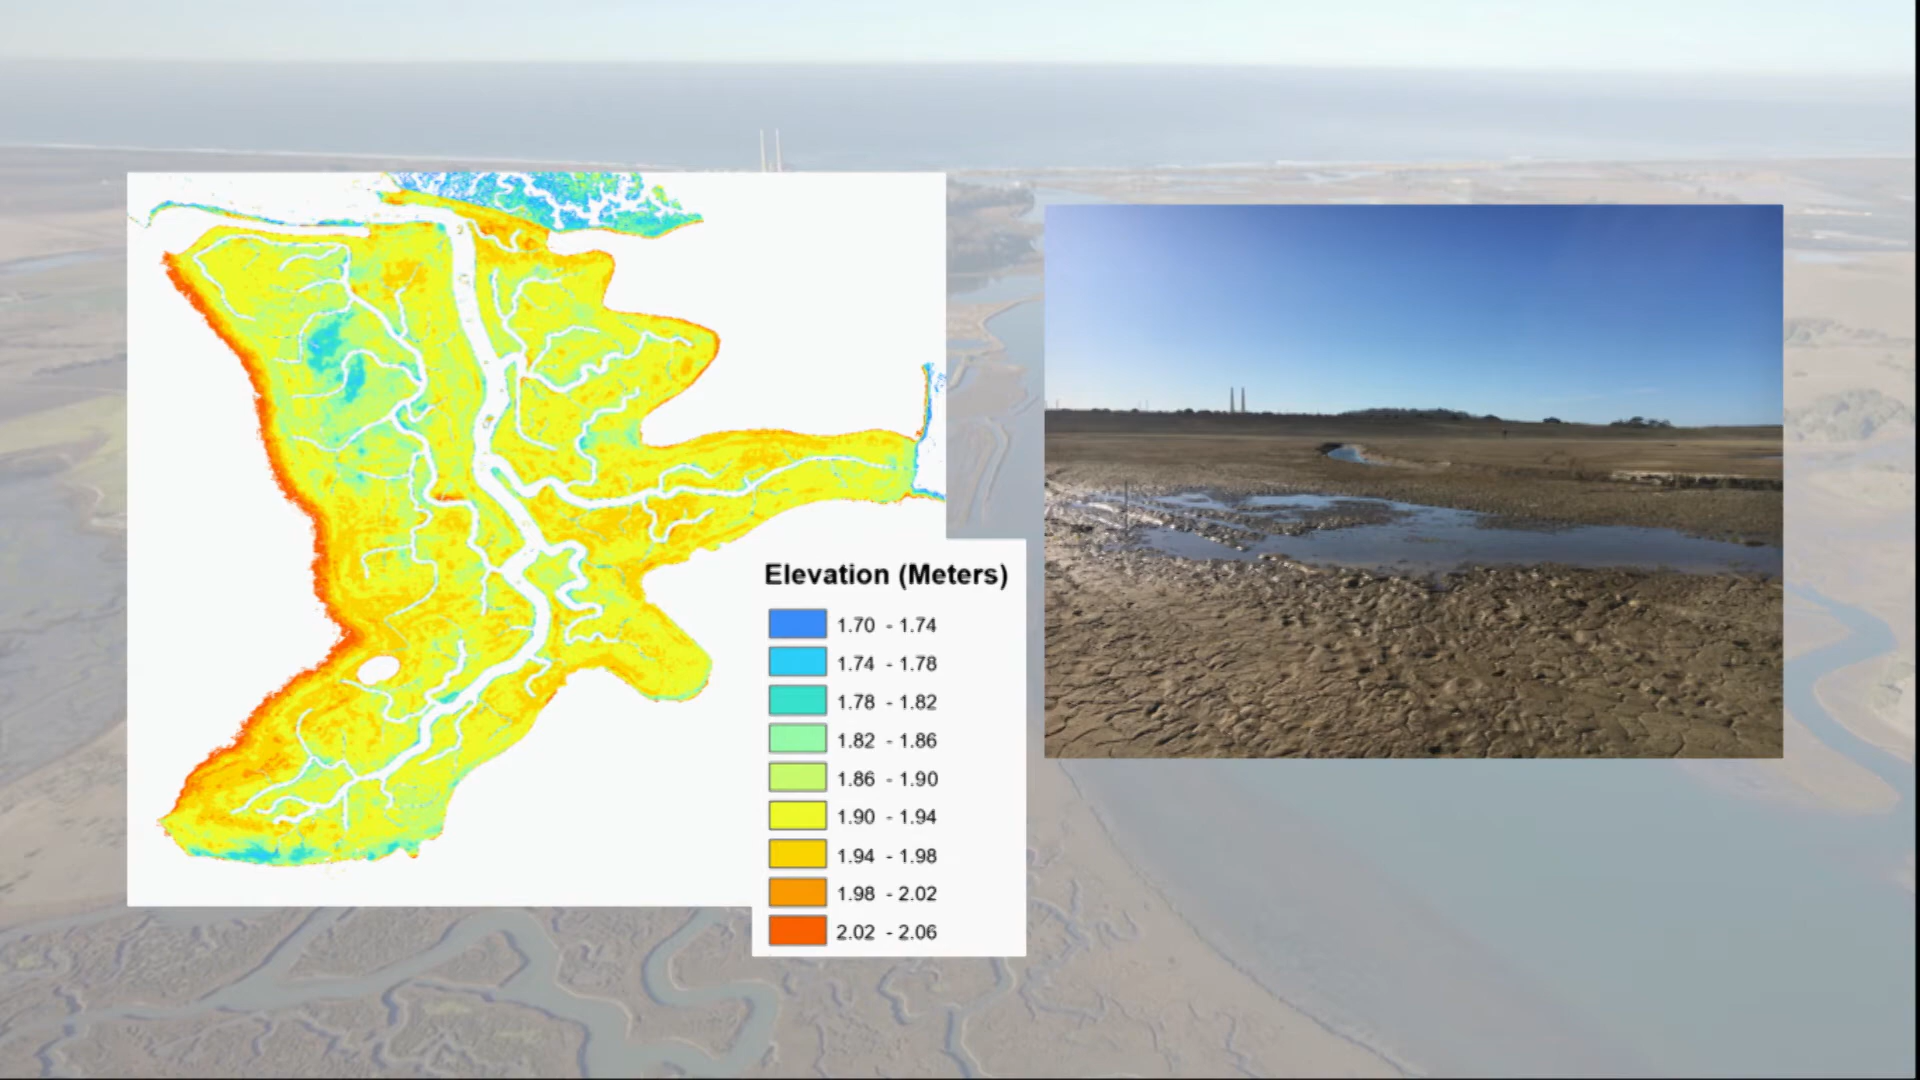 Elevation (Meters)
1.70 - 1.74
1.74 - 1.78
1.78 - 1.82
1.82 - 1.86
1.86 - 1.90
1.90 - 1.94
1.94 - 1.98
1.98 - 2.02
2.02 - 2.06